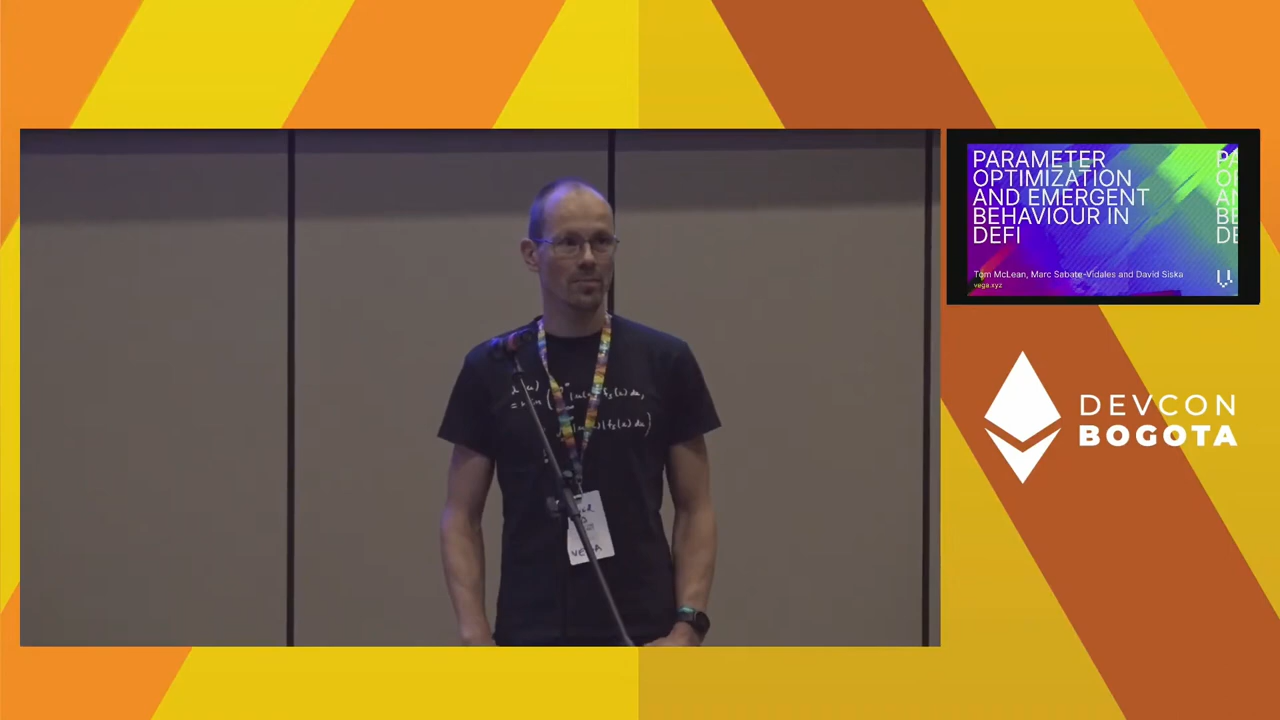 PARAMETER
OPTIMIZATION
AND EMERGENT
BEHAVIOUR IN
DEFI
Tom McLean, Marc Sabate-Vidales and David Siska
vega.xyz
DEVCON
BOGOTA
VEGA